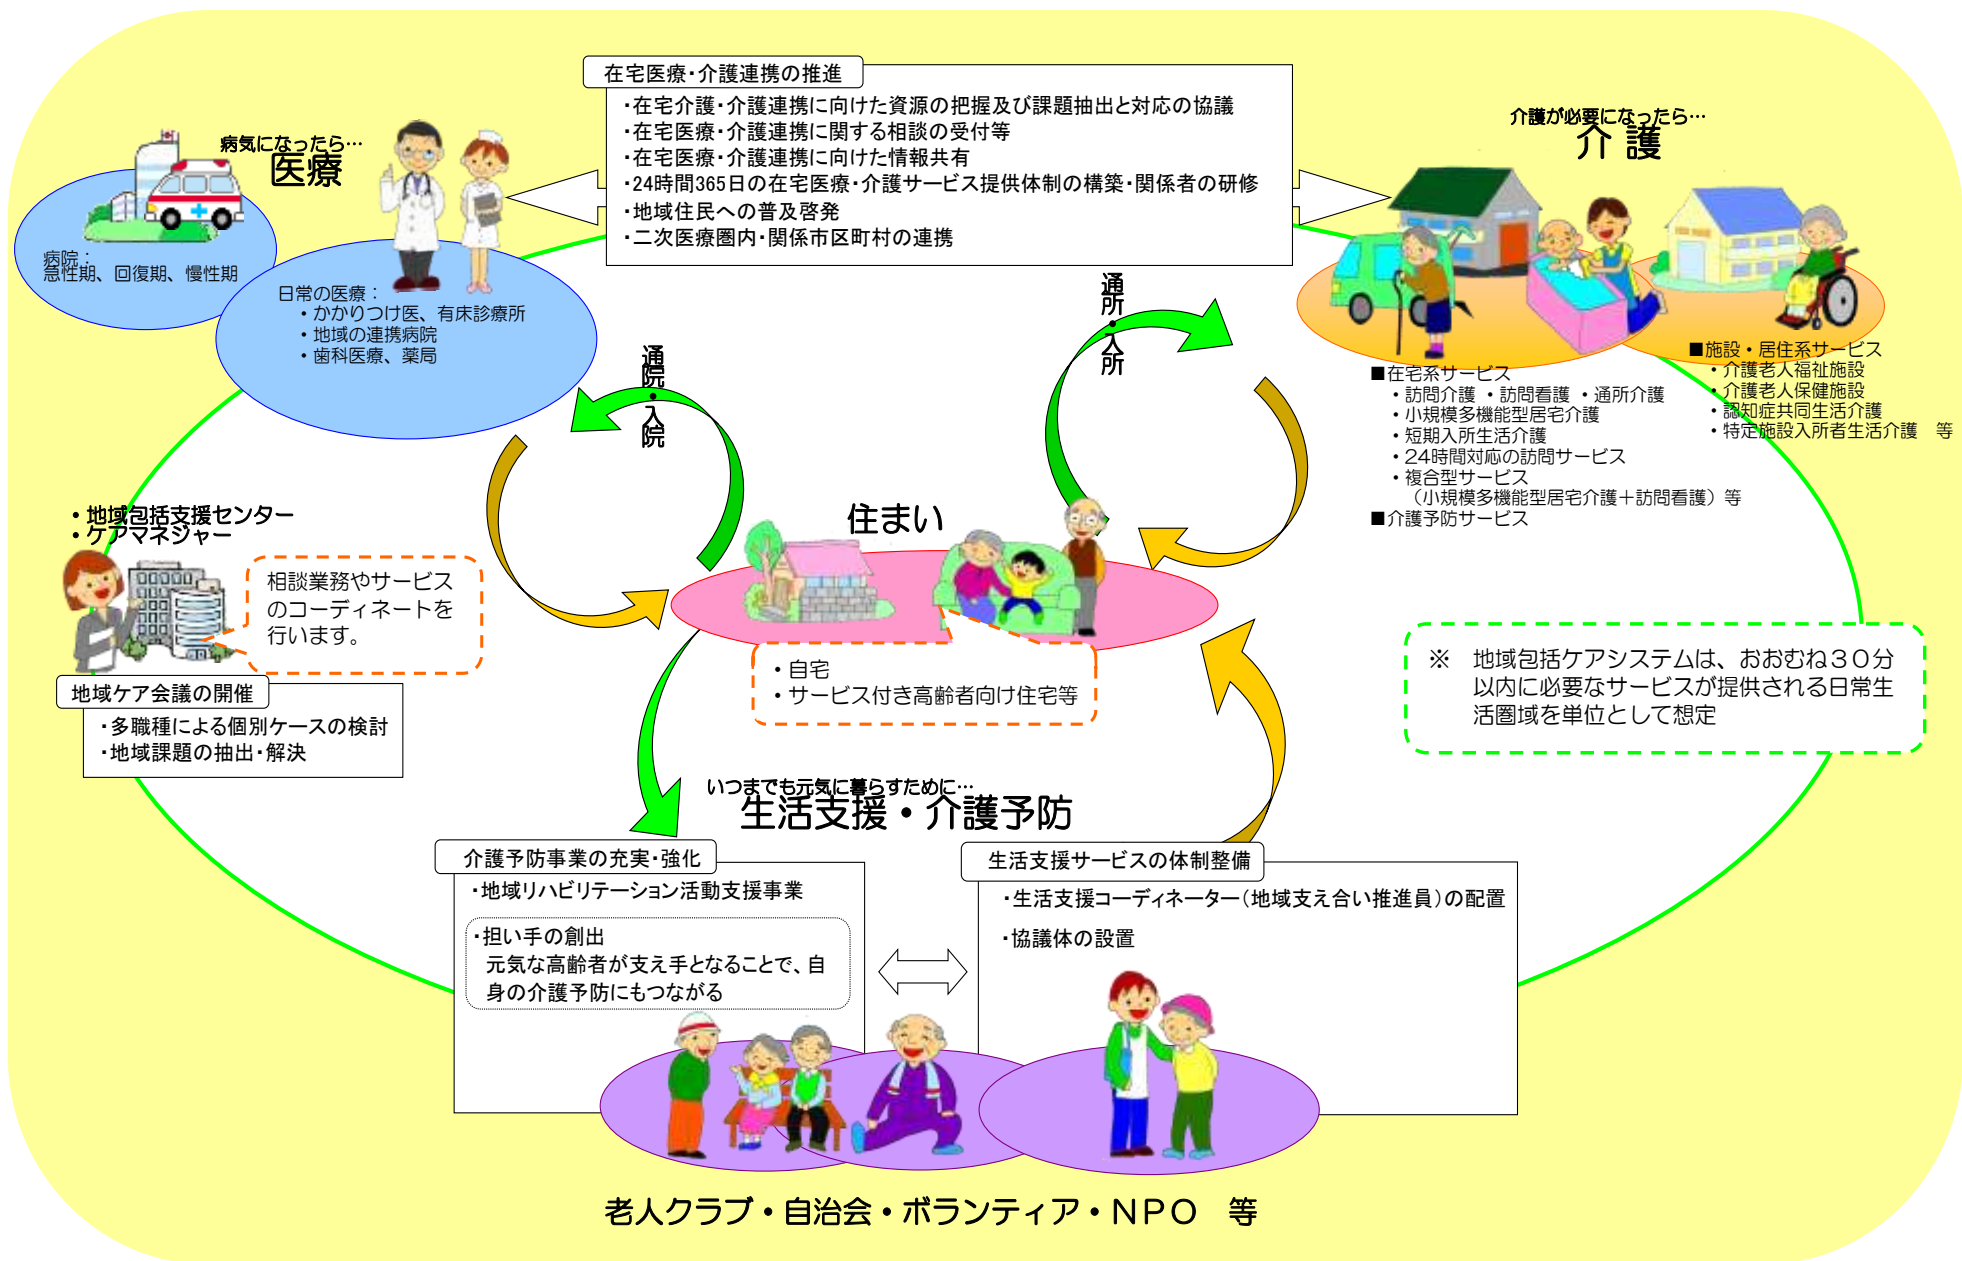 在宅医療・介護連携の推進
・在宅介護・介護連携に向けた資源の把握及び課題抽出と対応の協議
・在宅医療・介護連携に関する相談の受付等
・在宅医療・介護連携に向けた情報共有
・24時間365日の在宅医療・介護サービス提供体制の構築・関係者の研修
・地域住民への普及啓発
・二次医療圏内・関係市区町村の連携
病気になったら…
医療
病院：
急性期、回復期、慢性期
日常の医療：
・かかりつけ医、有床診療所
・地域の連携病院
・歯科医療、薬局
介護が必要になったら…
介護
■在宅系サービス
・訪問介護 ・訪問看護 ・通所介護
・小規模多機能型居宅介護
・短期入所生活介護
・24時間対応の訪問サービス
・複合型サービス
（小規模多機能型居宅介護＋訪問看護）等
■介護予防サービス
■施設・居住系サービス
・介護老人福祉施設
・介護老人保健施設
・認知症共同生活介護
・特定施設入所者生活介護　等
通院・入院
通所・入所
・地域包括支援センター
・ケアマネジャー
相談業務やサービス
のコーディネートを
行います。
地域ケア会議の開催
・多職種による個別ケースの検討
・地域課題の抽出・解決
住まい
・自宅
・サービス付き高齢者向け住宅等
※　地域包括ケアシステムは、おおむね３０分
以内に必要なサービスが提供される日常生
活圏域を単位として想定
いつまでも元気に暮らすために…
生活支援・介護予防
介護予防事業の充実・強化
・地域リハビリテーション活動支援事業
・担い手の創出
元気な高齢者が支え手となることで、自
身の介護予防にもつながる
生活支援サービスの体制整備
・生活支援コーディネーター（地域支え合い推進員）の配置
・協議体の設置
老人クラブ・自治会・ボランティア・ＮＰＯ　等